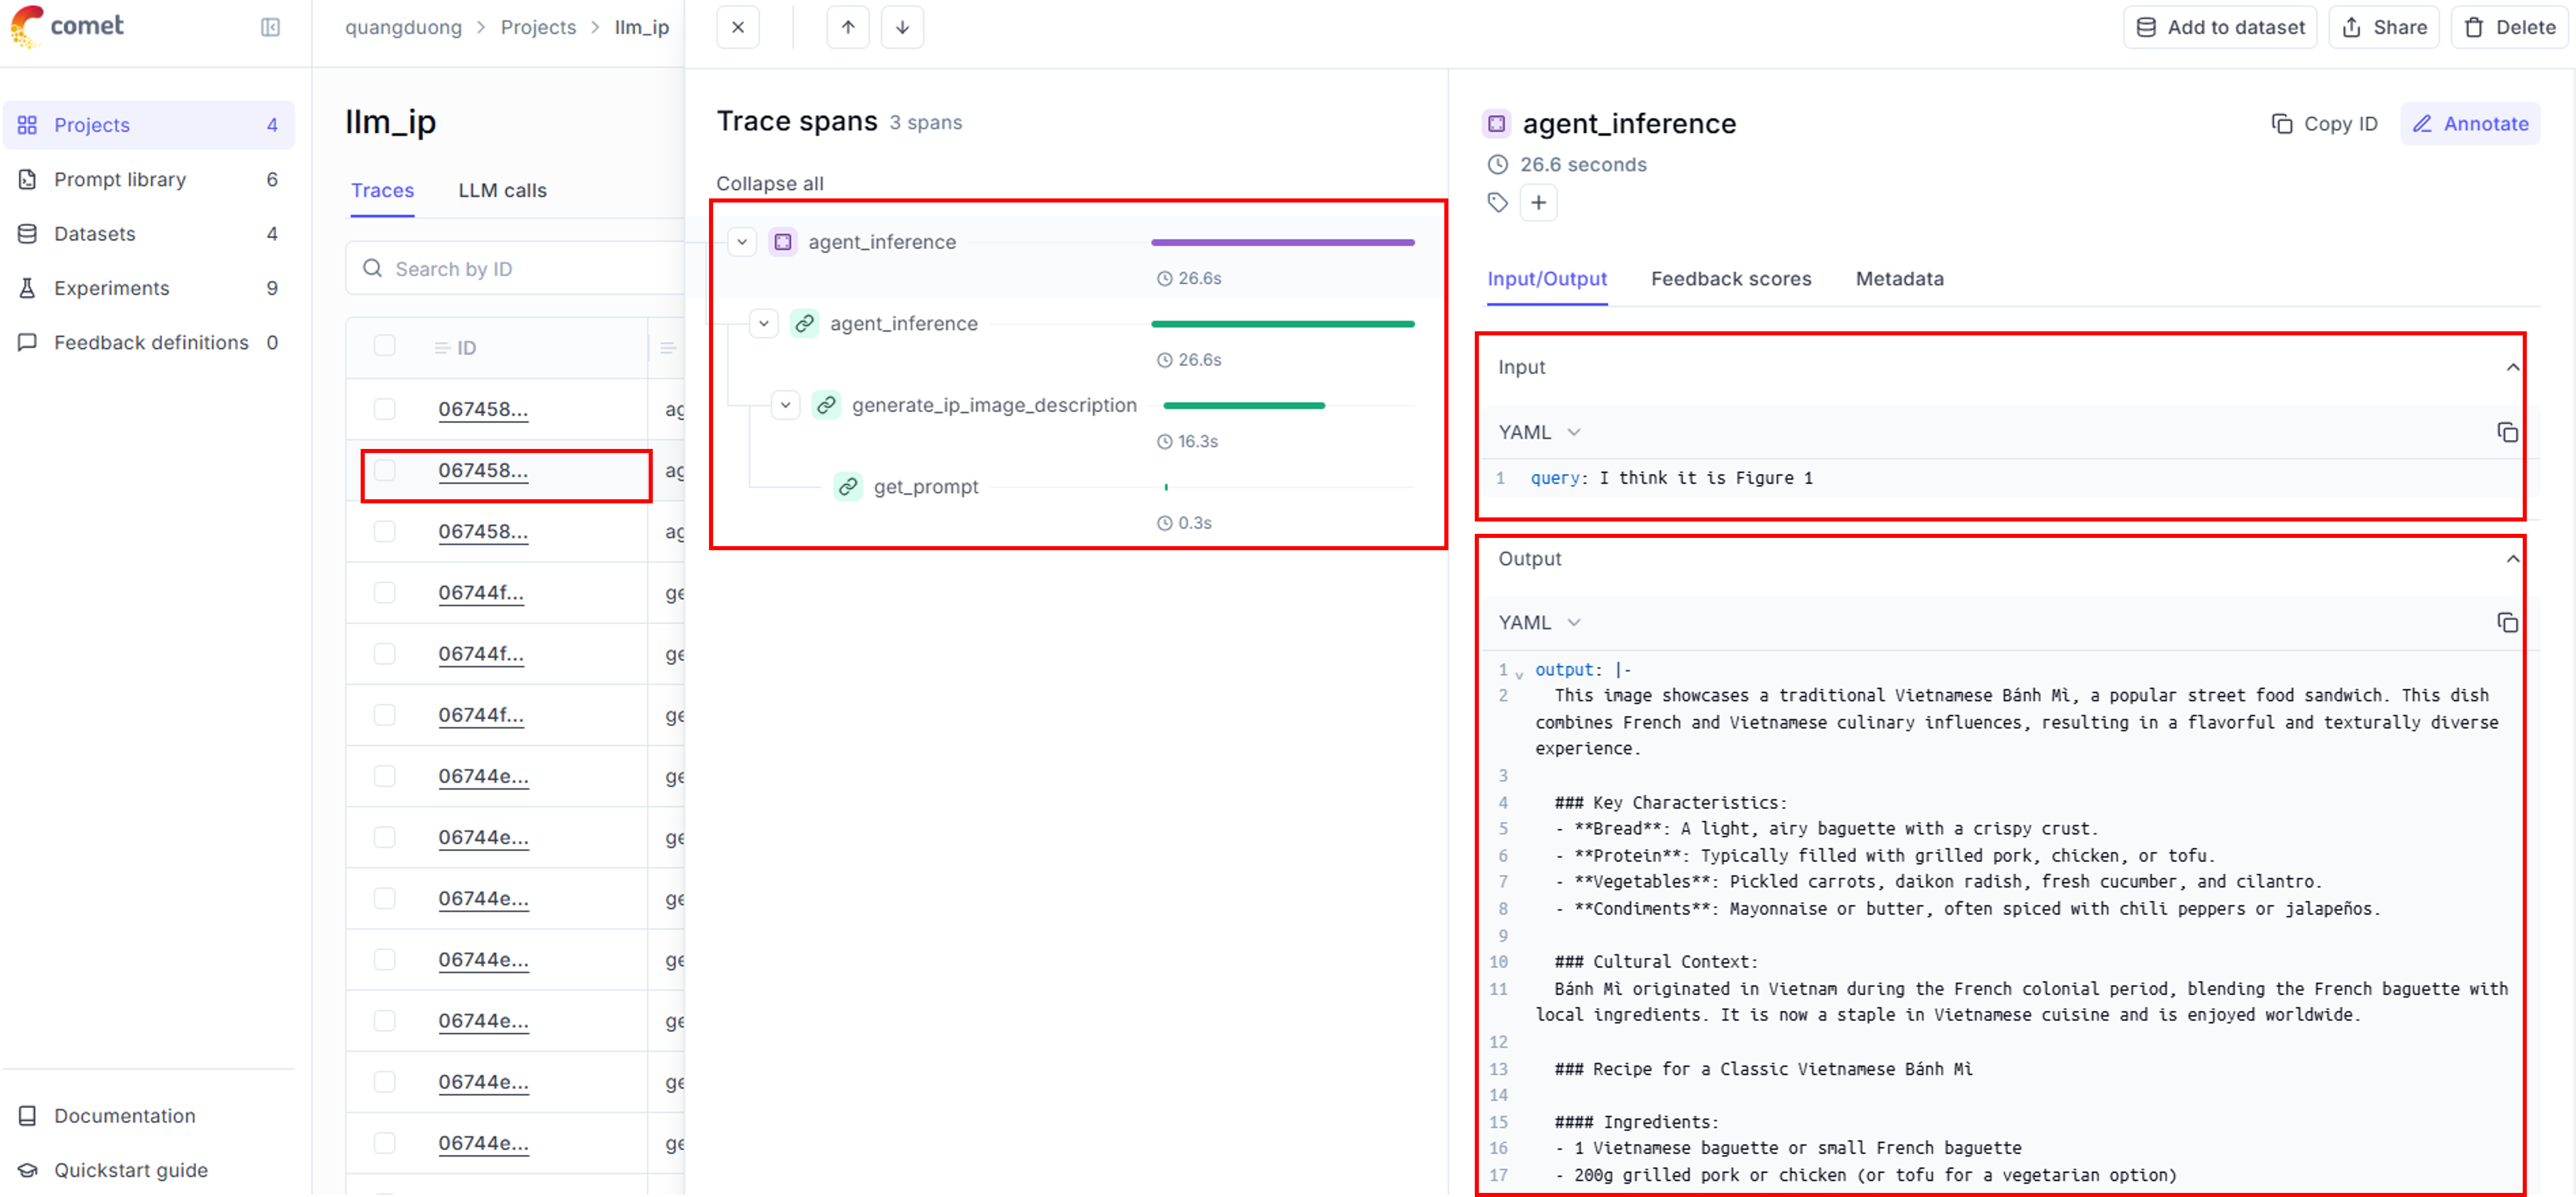 comet
quangduong > Projects > llm_ip
Add to dataset
Share
Delete
Projects 4
Prompt library 6
Datasets 4
Experiments 9
Feedback definitions 0
Documentation
Quickstart guide
llm_ip
Traces LLM calls
Search by ID
ID
067458... ag
067458... ag
067458... ag
06744f... ge
06744f... ge
06744f... ge
06744e... ge
06744e... ge
06744e... ge
06744e... ge
06744e... ge
06744e... ge
06744e... ge
Trace spans 3 spans
Collapse all
agent_inference
26.6s
agent_inference
26.6s
generate_ip_image_description
16.3s
get_prompt
0.3s
agent_inference
Copy ID
Annotate
26.6 seconds
Input/Output Feedback scores Metadata
Input
YAML
1 query: I think it is Figure 1
Output
YAML
1 output: |-
2 This image showcases a traditional Vietnamese Bánh Mì, a popular street food sandwich. This dish
combines French and Vietnamese culinary influences, resulting in a flavorful and texturally diverse
experience.
3
4 ### Key Characteristics:
5 - **Bread**: A light, airy baguette with a crispy crust.
6 - **Protein**: Typically filled with grilled pork, chicken, or tofu.
7 - **Vegetables**: Pickled carrots, daikon radish, fresh cucumber, and cilantro.
8 - **Condiments**: Mayonnaise or butter, often spiced with chili peppers or jalapeños.
9
10 ### Cultural Context:
11 Bánh Mì originated in Vietnam during the French colonial period, blending the French baguette with
local ingredients. It is now a staple in Vietnamese cuisine and is enjoyed worldwide.
12
13 ### Recipe for a Classic Vietnamese Bánh Mì
14
15 #### Ingredients:
16 - 1 Vietnamese baguette or small French baguette
17 - 200g grilled pork or chicken (or tofu for a vegetarian option)